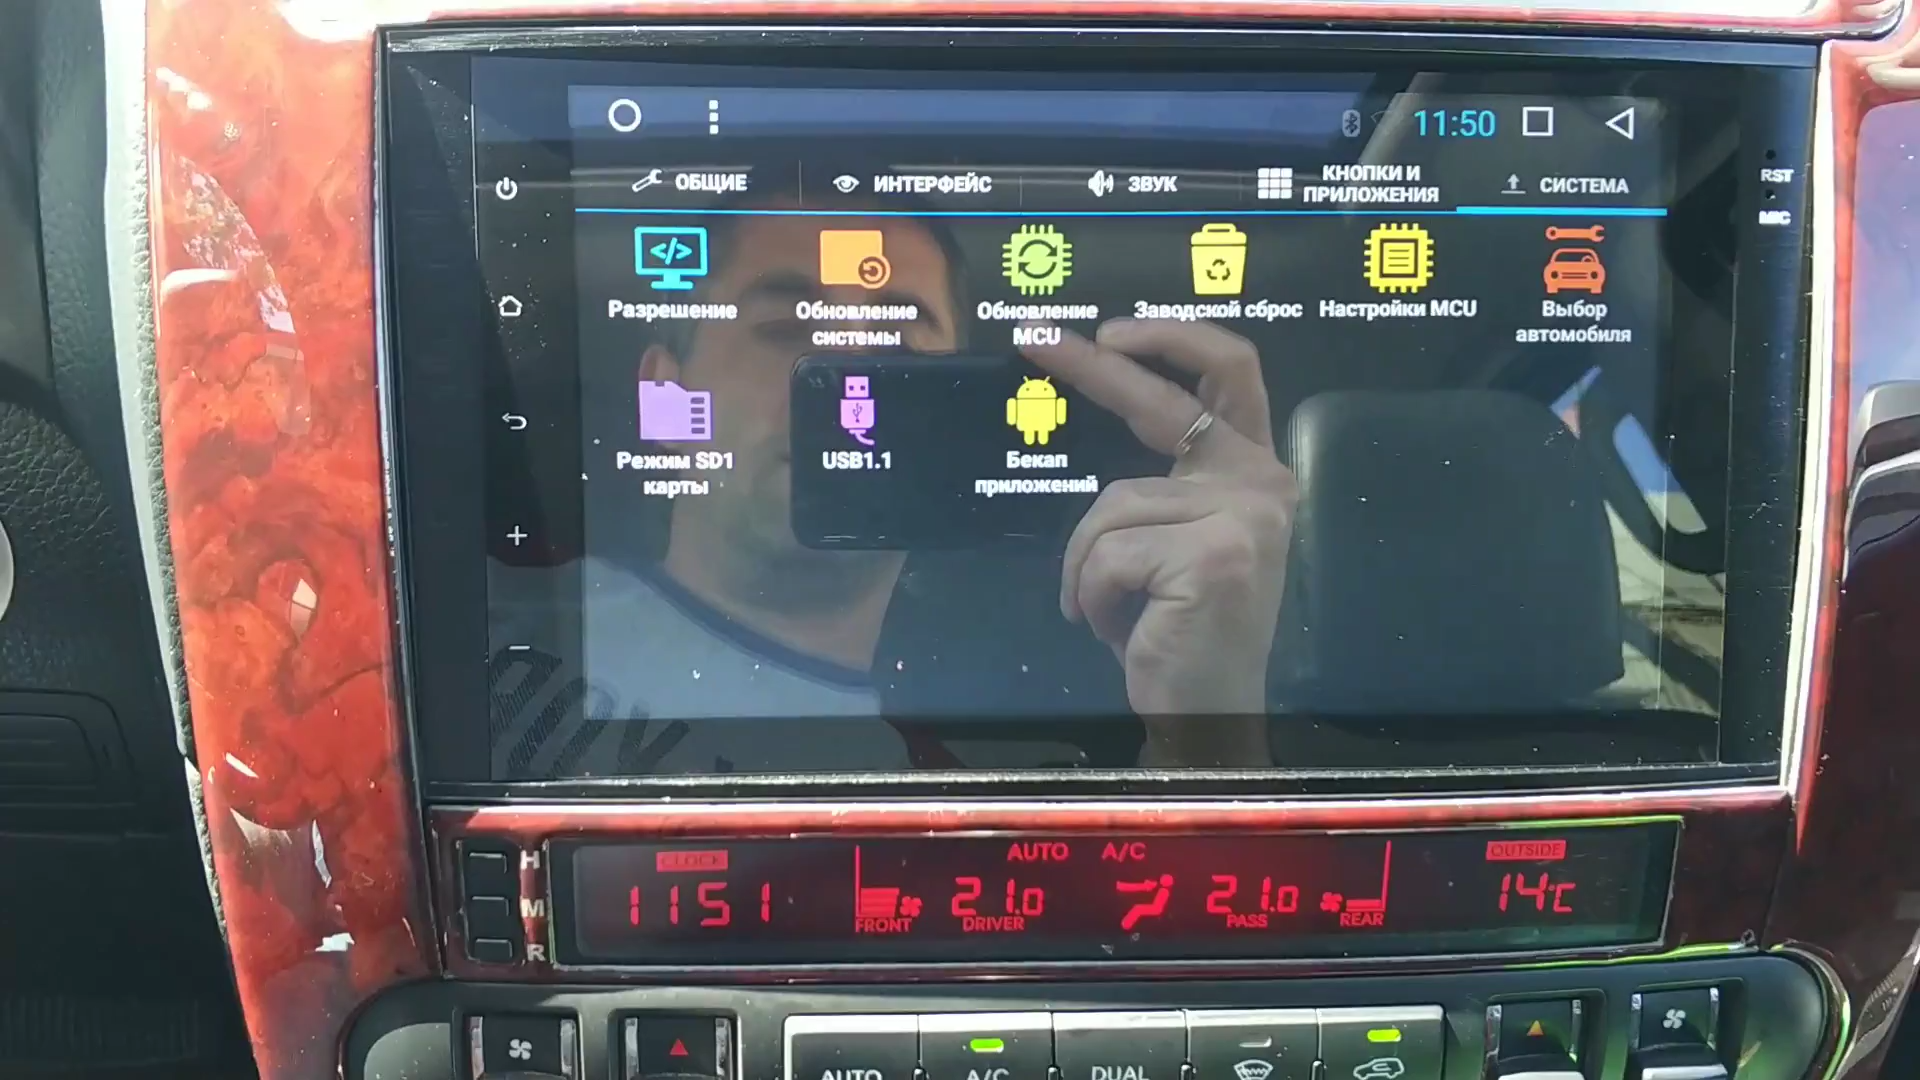 11:50
RST
MIC
ОБЩИЕ
ИНТЕРФЕЙС
ЗВУК
КНОПКИ И
ПРИЛОЖЕНИЯ
СИСТЕМА
Разрешение
Обновление
системы
Обновление
MCU
Заводской сброс
Настройки MCU
Выбор
автомобиля
Режим SD1
карты
USB1.1
Бекап
приложений
H
M
R
CLOCK
1151
AUTO A/C
FRONT
21.0
DRIVER
21.0
PASS
REAR
OUTSIDE
14°C
AUTO
A/C
DUAL